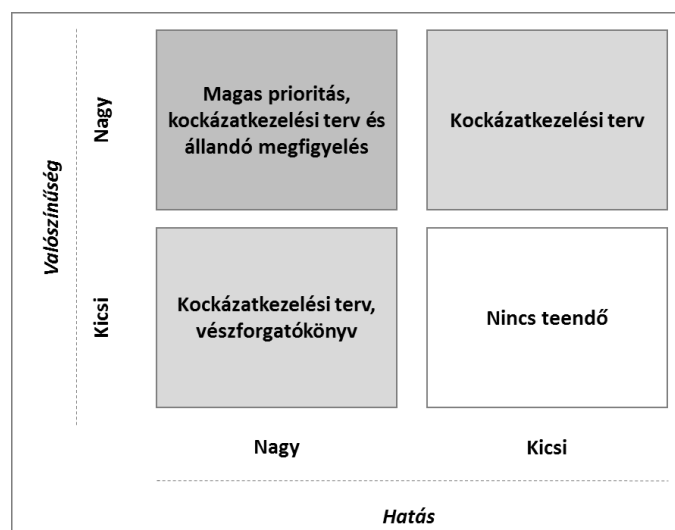 Valószínűség
Nagy
Magas prioritás,
kockázatkezelési terv és
állandó megfigyelés
Kockázatkezelési terv
Kicsi
Kockázatkezelési terv,
vészforgatókönyv
Nincs teendő
Nagy
Kicsi
Hatás